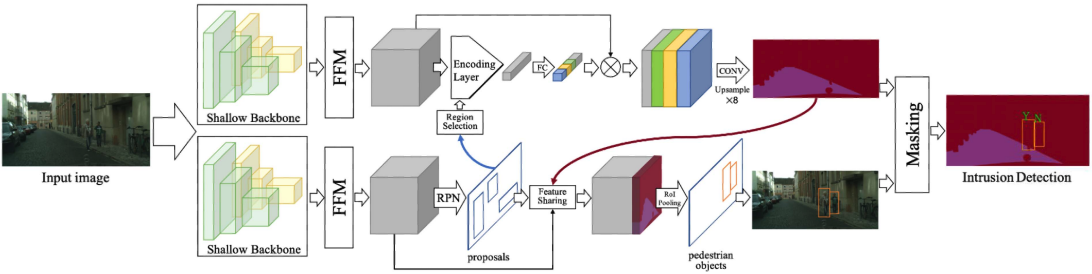 Input image
Shallow Backbone
FFM
Encoding
Layer
FC
CONV
Upsample
×8
Region
Selection
Shallow Backbone
FFM
RPN
proposals
Feature
Sharing
RoI
Pooling
pedestrian
objects
Masking
Y N
Intrusion Detection